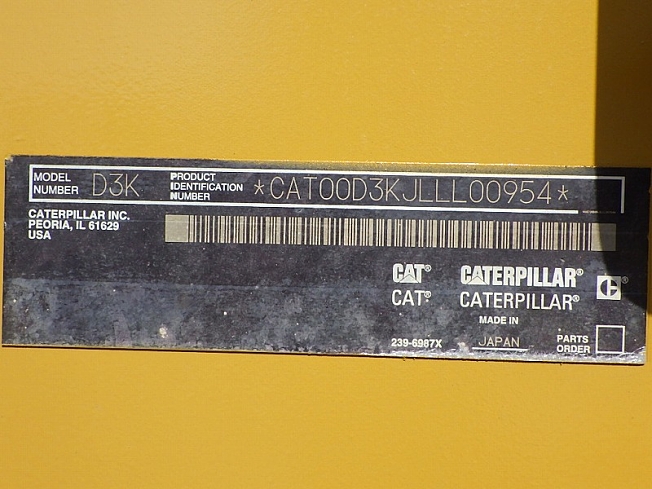 MODEL NUMBER D3K PRODUCT IDENTIFICATION NUMBER *CAT00D3KJLLL00954*
CATERPILLAR INC.
PEORIA, IL 61629
USA
CAT® CATERPILLAR® C®
CAT® CATERPILLAR®
MADE IN
239-6987X JAPAN PARTS ORDER